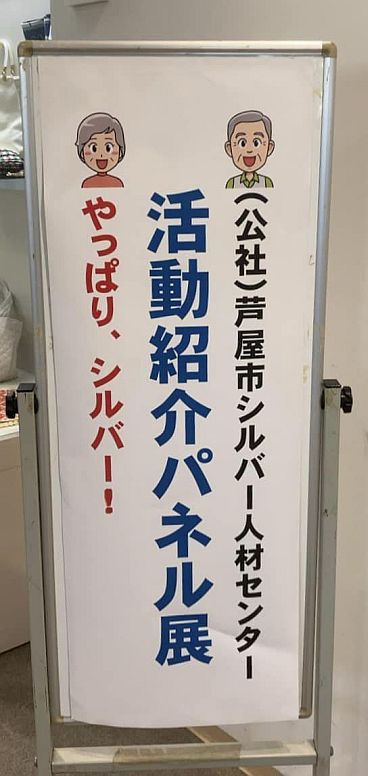 （公社）芦屋市シルバー人材センター
活動紹介パネル展
やっぱり、シルバー！